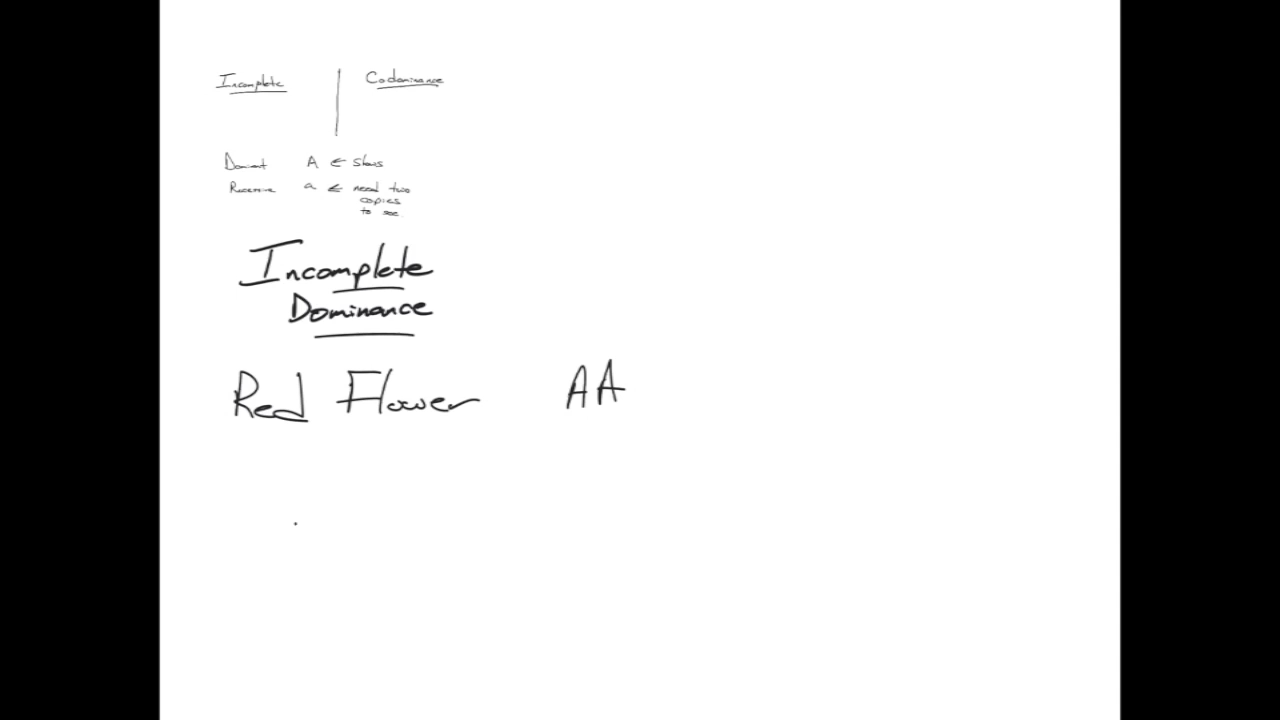 Incomplete | Codominance
Dominant A ← shows
Recessive a ← need two
copies
to see.
Incomplete
Dominance
Red Flower AA